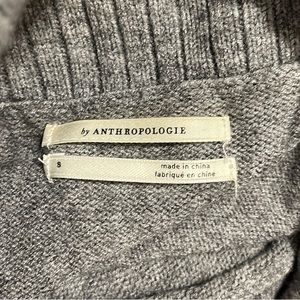 by ANTHROPOLOGIE
S
made in china
fabriqué en chine